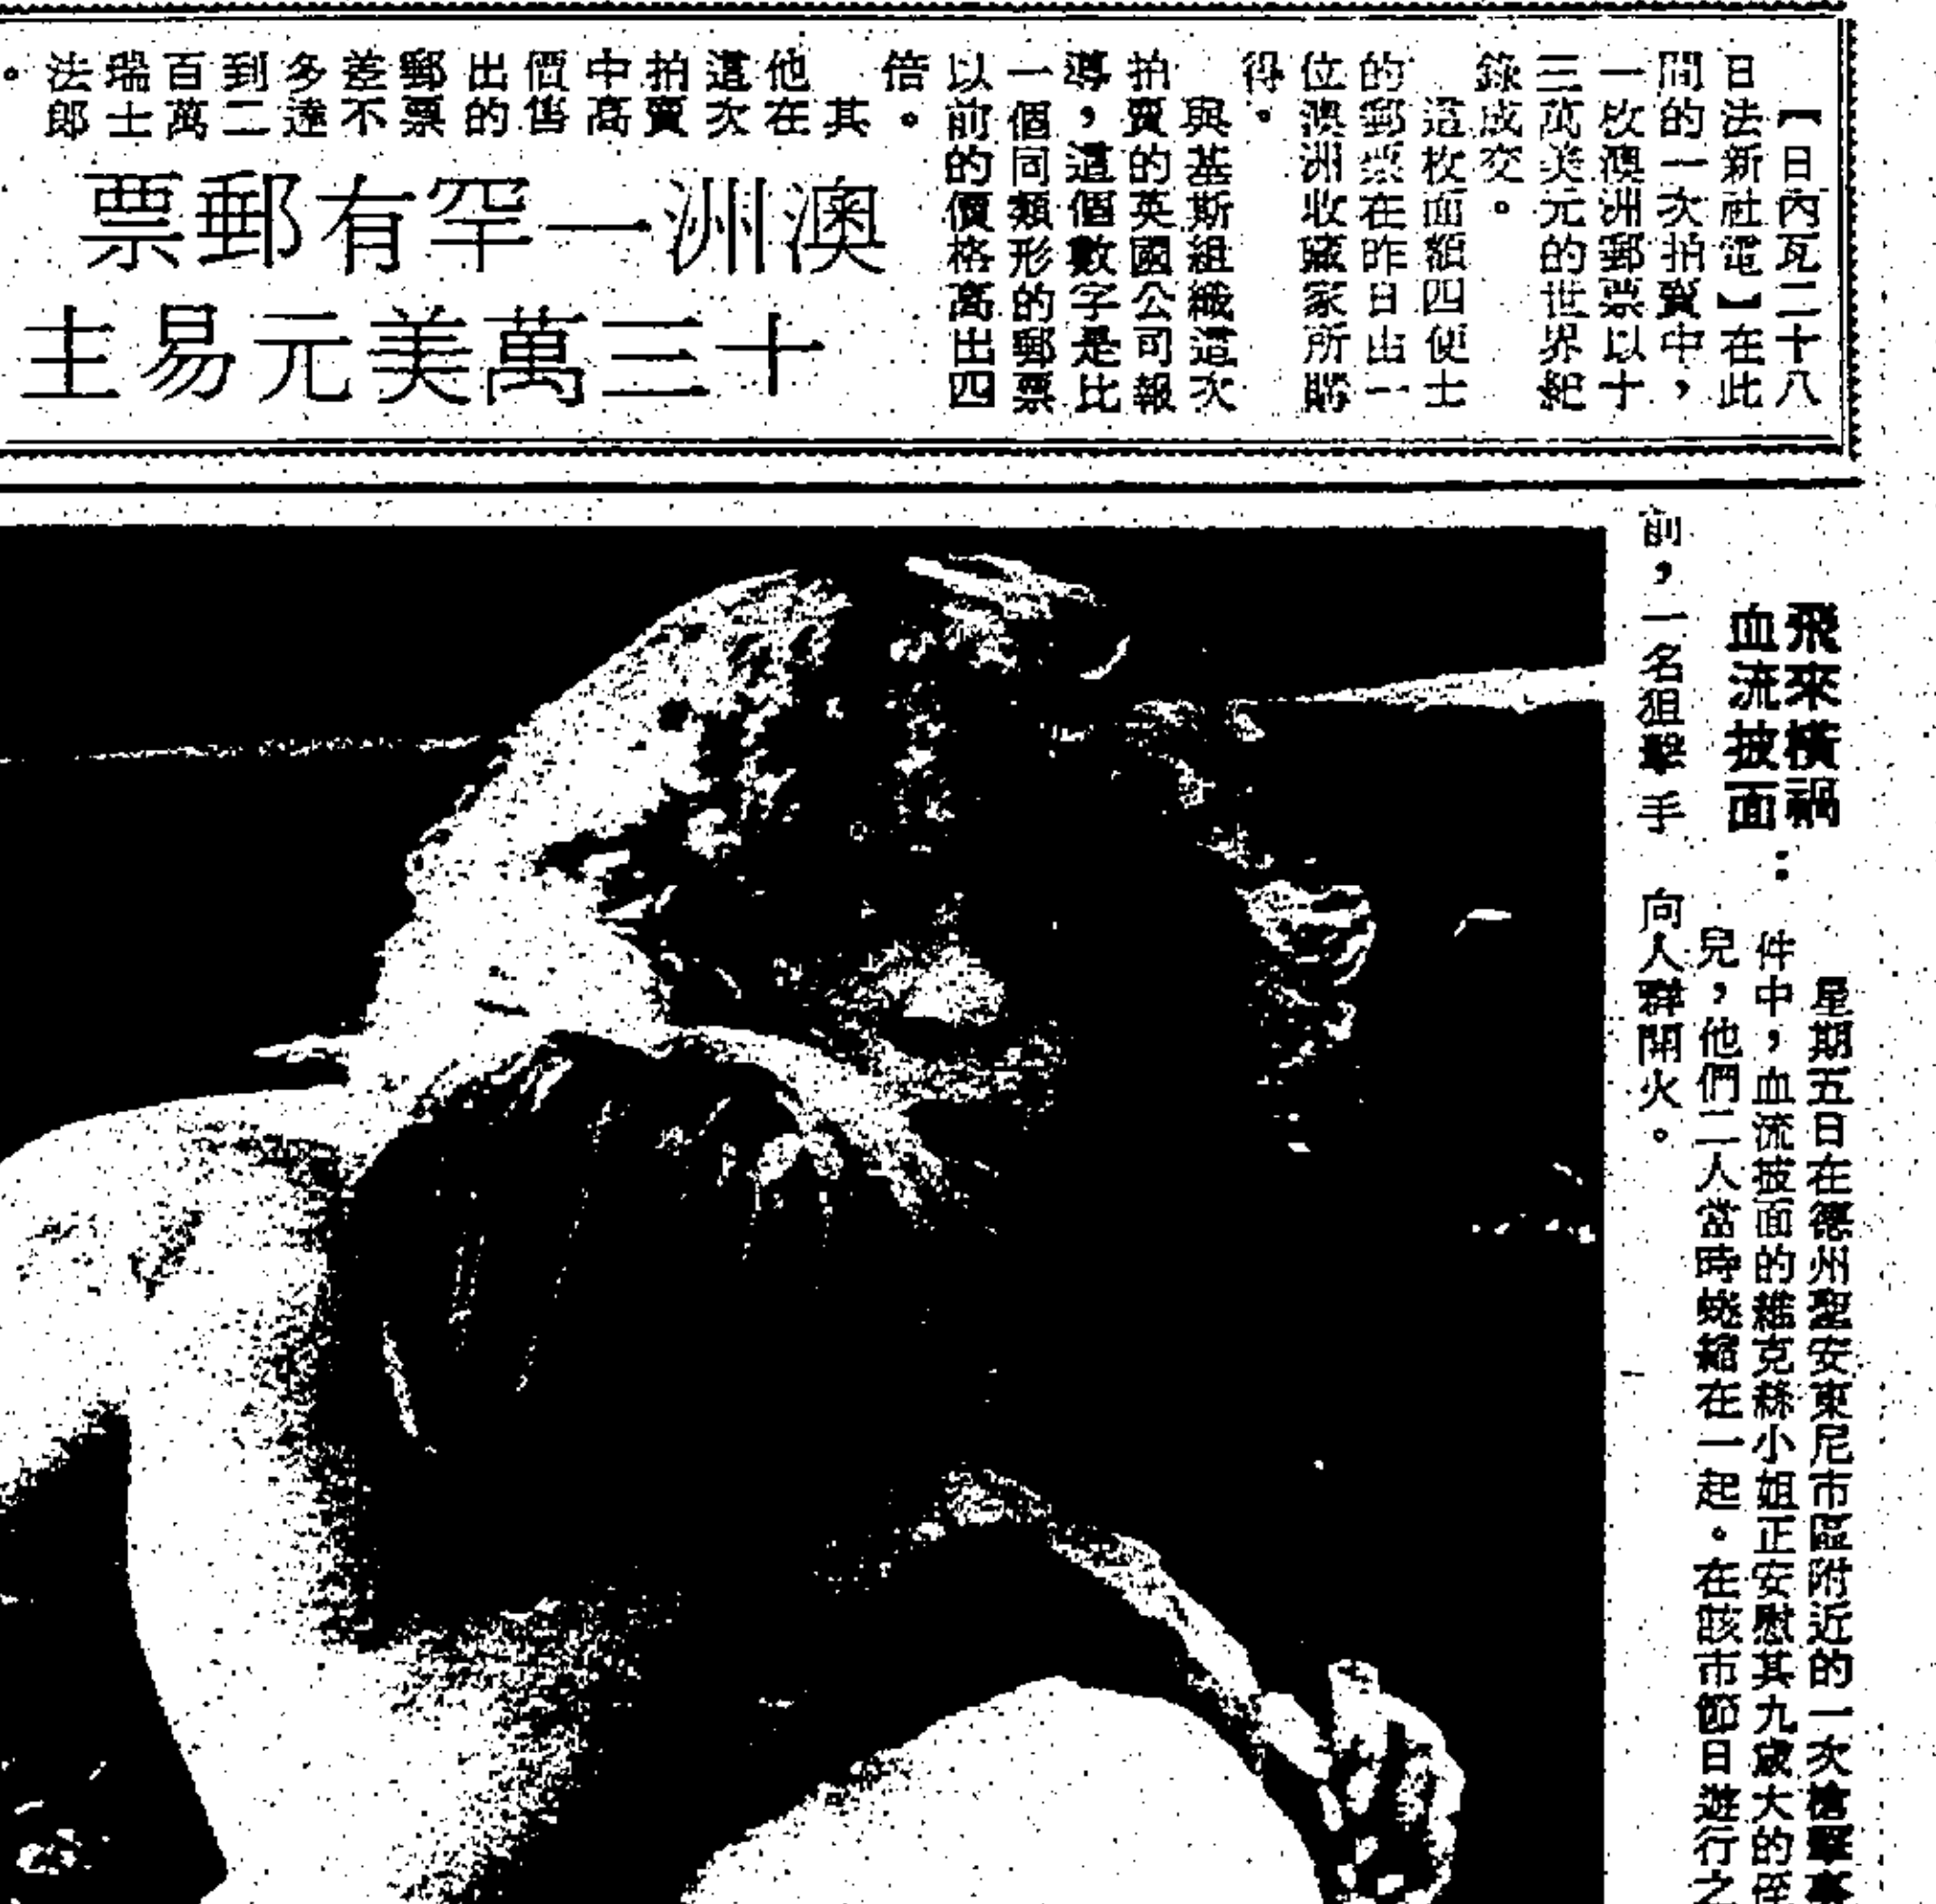 澳洲一罕有郵票
十三萬美元易主
【日內瓦二十八
日法新社電】在此
間的一次拍賣中，
一枚澳洲郵票以十
三萬美元的世界紀
錄成交。
這枚面額四便士
的郵票在昨日由一
位澳洲收藏家所購
得。
與基斯組織這次
拍賣的英國公司報
導，這個數字是比
一個同類形的郵票
以前的價格高出四
倍。
其
他在
這次
拍賣
中高
價售
出的
郵票
差不
多達
到二
百萬
瑞士
法郎
。
飛來橫禍
血流披面：
星期五日在德州聖安東尼市區附近的一次槍擊事
件中，血流披面的維克絲小姐正安慰其九歲大的侄
兒，他們二人當時蜷縮在一起。在該市節日遊行之
前，一名狙擊手向人群開火。